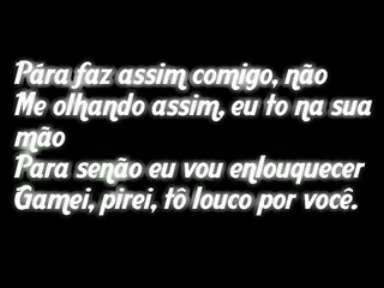 Pára faz assim comigo, não
Me olhando assim, eu to na sua
mão
Para senão eu vou enlouquecer
Gamei, pirei, tô louco por você.